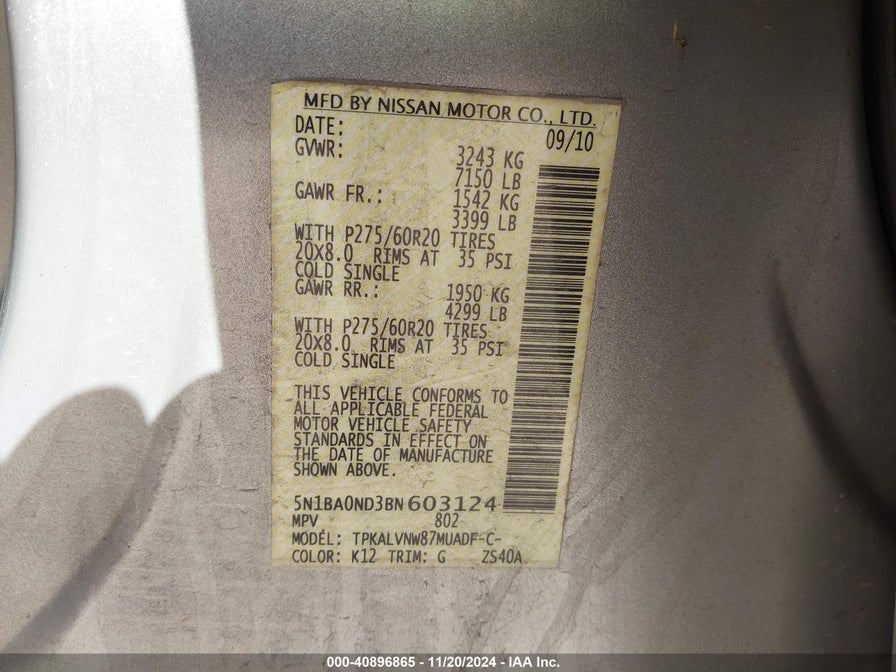 MFD BY NISSAN MOTOR CO., LTD.
DATE: 09/10
GVWR: 3243 KG
7150 LB
GAWR FR.: 1542 KG
3399 LB
WITH P275/60R20 TIRES
20X8.0 RIMS AT 35 PSI
COLD SINGLE
GAWR RR.: 1950 KG
4299 LB
WITH P275/60R20 TIRES
20X8.0 RIMS AT 35 PSI
COLD SINGLE
THIS VEHICLE CONFORMS TO
ALL APPLICABLE FEDERAL
MOTOR VEHICLE SAFETY
STANDARDS IN EFFECT ON
THE DATE OF MANUFACTURE
SHOWN ABOVE.
5N1BA0ND3BN603124
MPV 802
MODEL: TPKALVNW87MUADF-C-
COLOR: K12 TRIM: G ZS40A
000-40896865 - 11/20/2024 - IAA Inc.